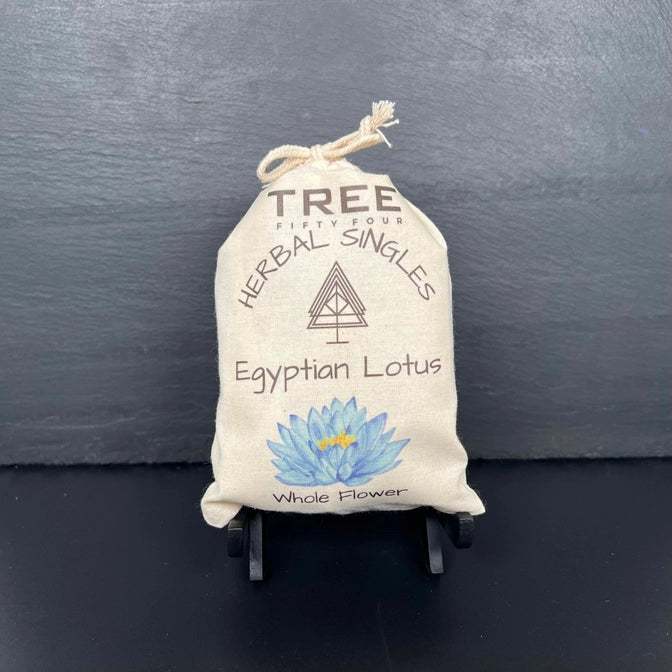 TREE
FIFTY FOUR
HERBAL SINGLES
Egyptian Lotus
Whole Flower